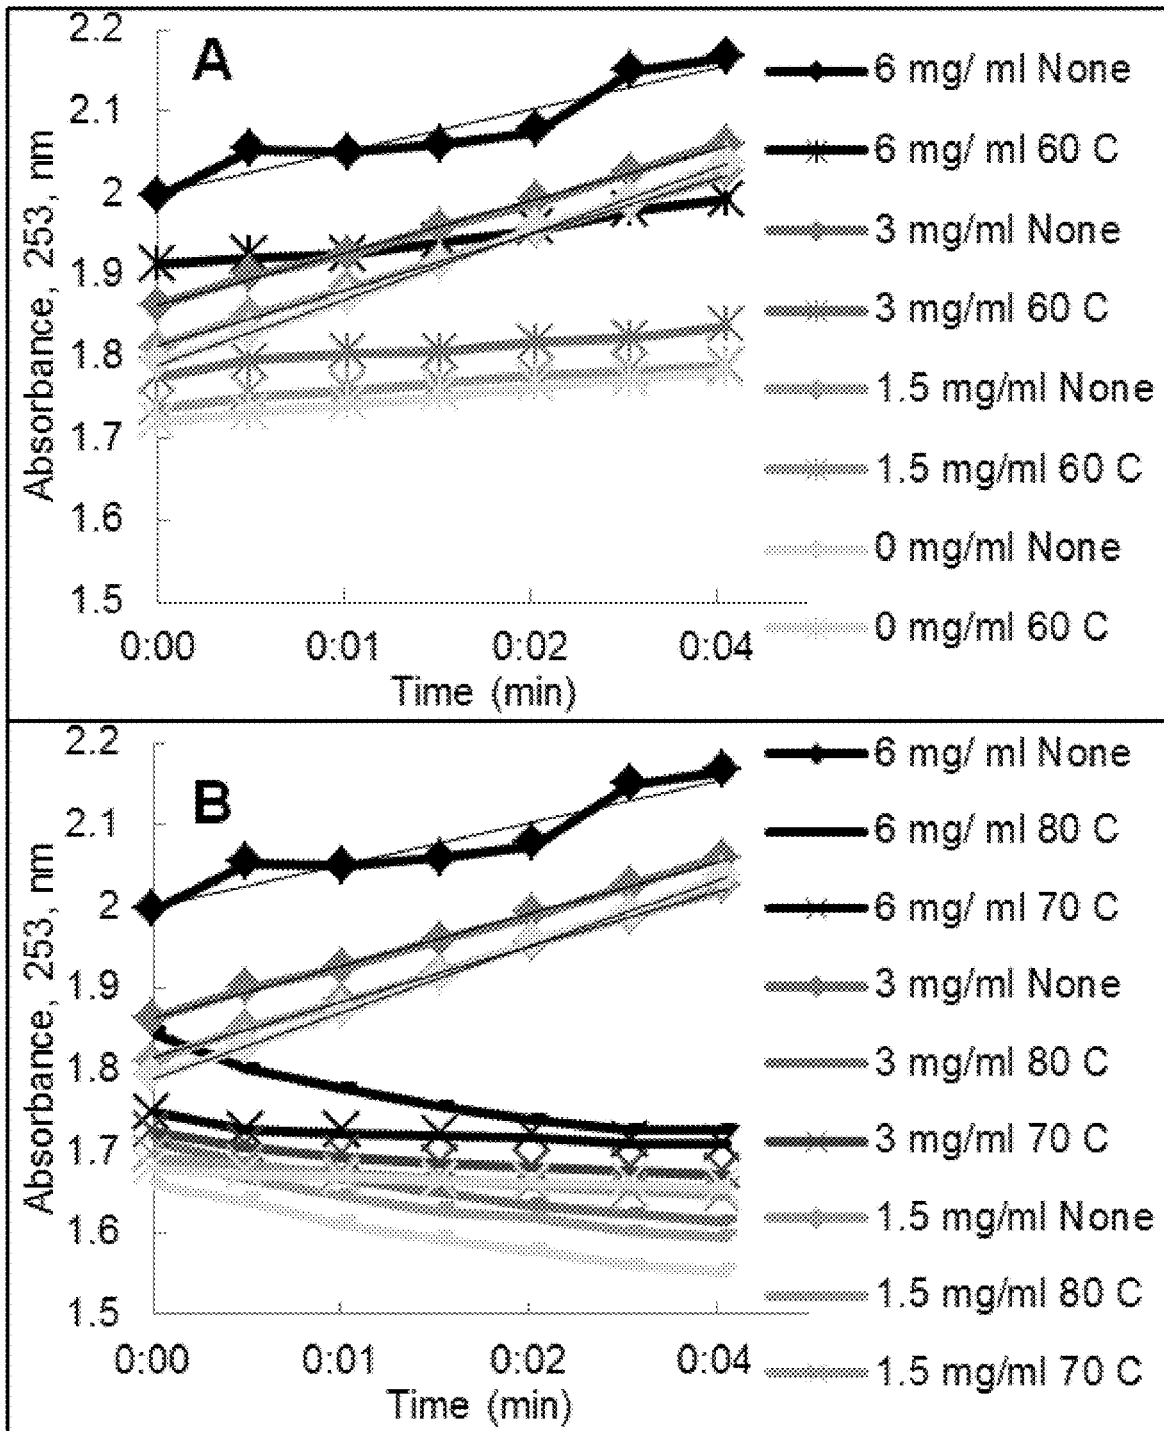 A
2.2
2.1
2
1.9
1.8
1.7
1.6
1.5
Absorbance, 253, nm
0:00 0:01 0:02 0:04
Time (min)
6 mg/ ml None
6 mg/ ml 60 C
3 mg/ml None
3 mg/ml 60 C
1.5 mg/ml None
1.5 mg/ml 60 C
0 mg/ml None
0 mg/ml 60 C
B
2.2
2.1
2
1.9
1.8
1.7
1.6
1.5
Absorbance, 253, nm
0:00 0:01 0:02 0:04
Time (min)
6 mg/ ml None
6 mg/ ml 80 C
6 mg/ ml 70 C
3 mg/ml None
3 mg/ml 80 C
3 mg/ml 70 C
1.5 mg/ml None
1.5 mg/ml 80 C
1.5 mg/ml 70 C